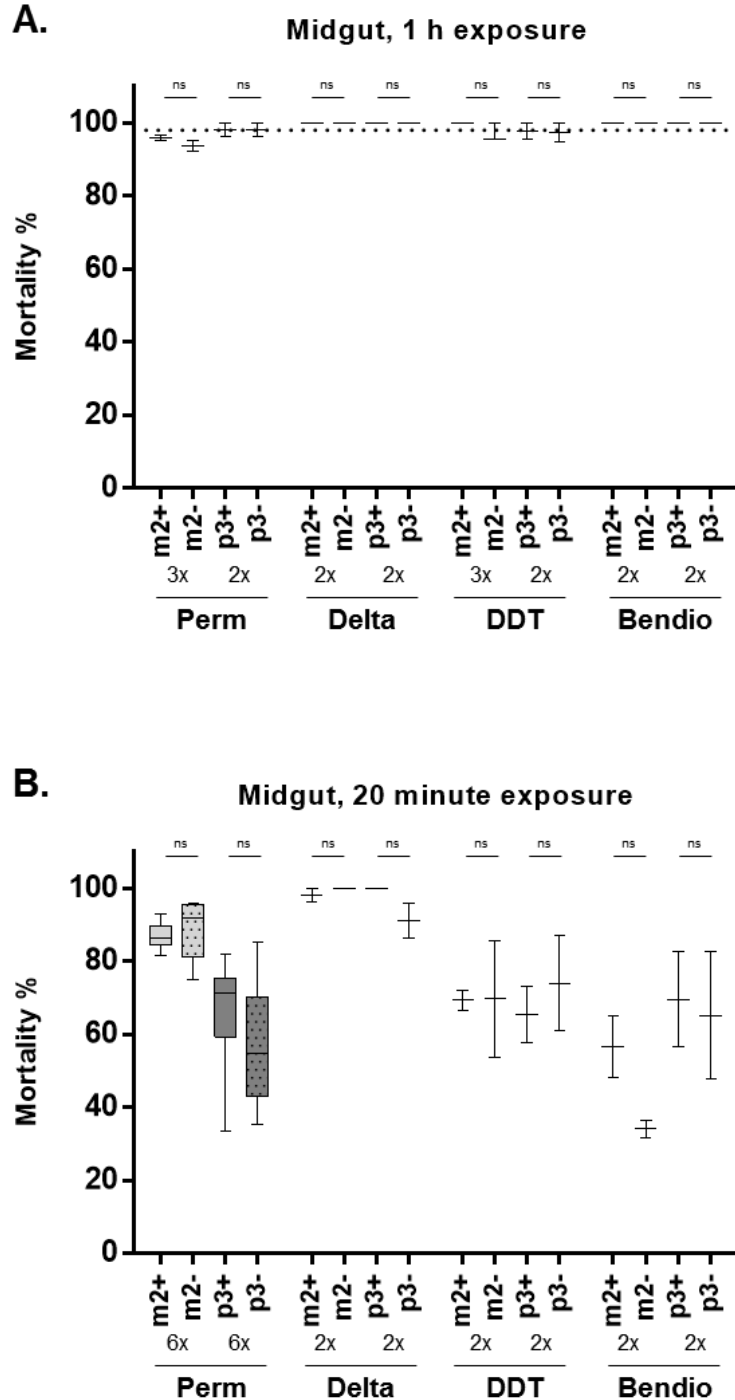 A.
Midgut, 1 h exposure
ns ns ns ns ns ns ns ns
100
80
60
40
20
0
Mortality %
m2+ m2- p3+ p3- m2+ m2- p3+ p3- m2+ m2- p3+ p3- m2+ m2- p3+ p3-
3x 2x 2x 2x 3x 2x 2x 2x
Perm Delta DDT Bendio
B.
Midgut, 20 minute exposure
ns ns ns ns ns ns ns ns
100
80
60
40
20
0
Mortality %
m2+ m2- p3+ p3- m2+ m2- p3+ p3- m2+ m2- p3+ p3- m2+ m2- p3+ p3-
6x 6x 2x 2x 2x 2x 2x 2x
Perm Delta DDT Bendio